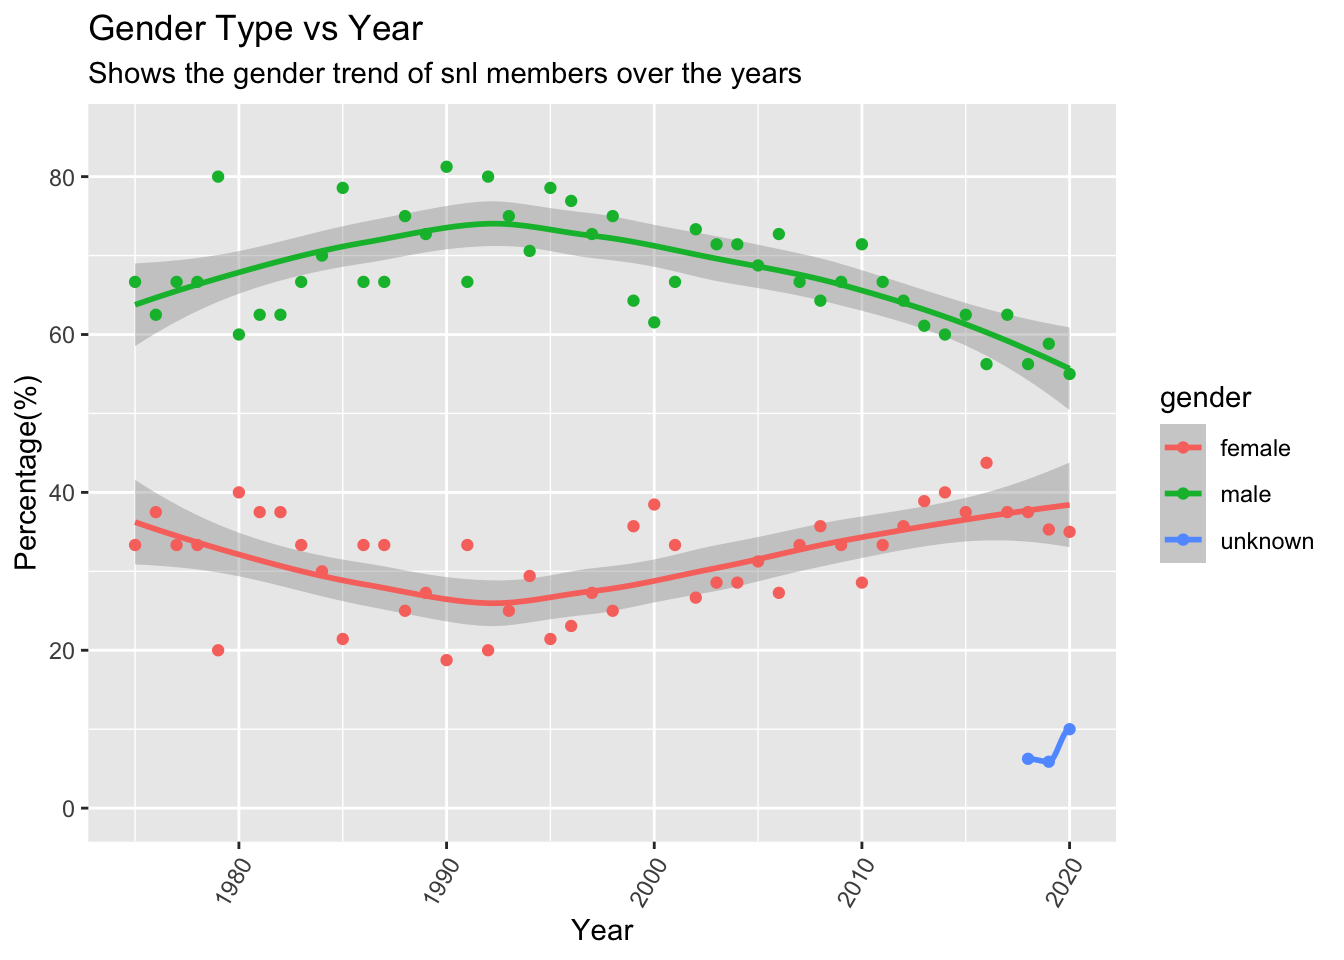 Gender Type vs Year
Shows the gender trend of snl members over the years
Percentage(%)
80
60
40
20
0
1980
1990
2000
2010
2020
Year
gender
female
male
unknown